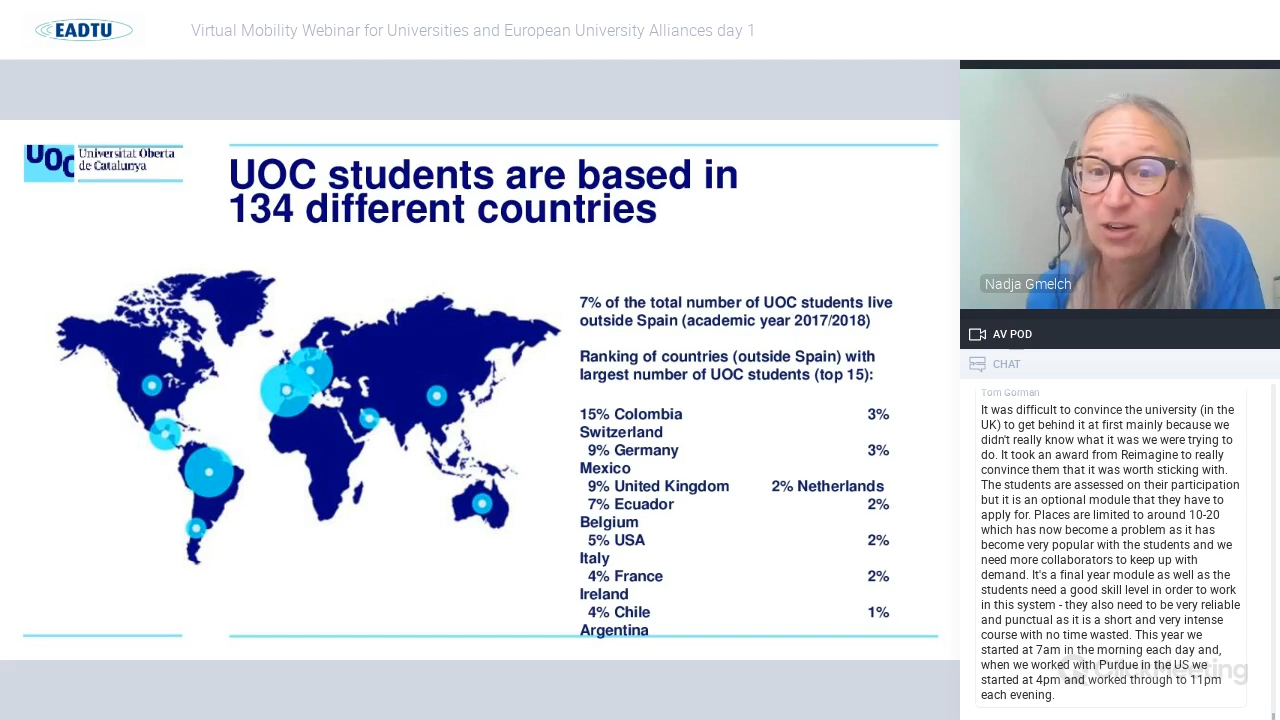 EADTU
Virtual Mobility Webinar for Universities and European University Alliances day 1
UOC
Universitat Oberta
de Catalunya
UOC students are based in
134 different countries
7% of the total number of UOC students live
outside Spain (academic year 2017/2018)
Ranking of countries (outside Spain) with
largest number of UOC students (top 15):
15% Colombia 3%
Switzerland
9% Germany 3%
Mexico
9% United Kingdom 2% Netherlands
7% Ecuador 2%
Belgium
5% USA 2%
Italy
4% France 2%
Ireland
4% Chile 1%
Argentina
Nadja Gmelch
AV POD
CHAT
Tom Gorman
It was difficult to convince the university (in the
UK) to get behind it at first mainly because we
didn't really know what it was we were trying to
do. It took an award from Reimagine to really
convince them that it was worth sticking with.
The students are assessed on their participation
but it is an optional module that they have to
apply for. Places are limited to around 10-20
which has now become a problem as it has
become very popular with the students and we
need more collaborators to keep up with
demand. It's a final year module as well as the
students need a good skill level in order to work
in this system - they also need to be very reliable
and punctual as it is a short and very intense
course with no time wasted. This year we
started at 7am in the morning each day and,
when we worked with Purdue in the US we
started at 4pm and worked through to 11pm
each evening.
ClickMeeting